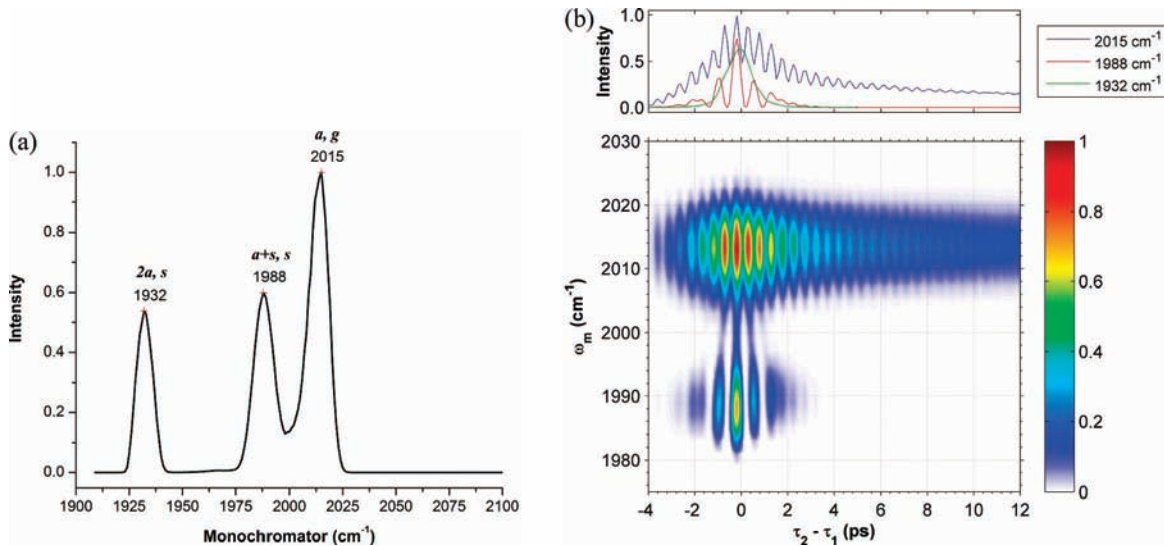 (a)
Intensity
1.0
0.8
0.6
0.4
0.2
0.0
2a, s
1932
a+s, s
1988
a, g
2015
1900 1925 1950 1975 2000 2025 2050 2075 2100
Monochromator (cm-1)
(b)
Intensity
1.0
0.5
0.0
2015 cm-1
1988 cm-1
1932 cm-1
ωm (cm-1)
2030
2020
2010
2000
1990
1980
-4 -2 0 2 4 6 8 10 12
τ2 - τ1 (ps)
1
0.8
0.6
0.4
0.2
0